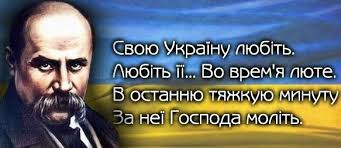 Свою Україну любіть.
Любіть її... Во врем'я люте.
В останню тяжкую минуту
За неї Господа моліть.